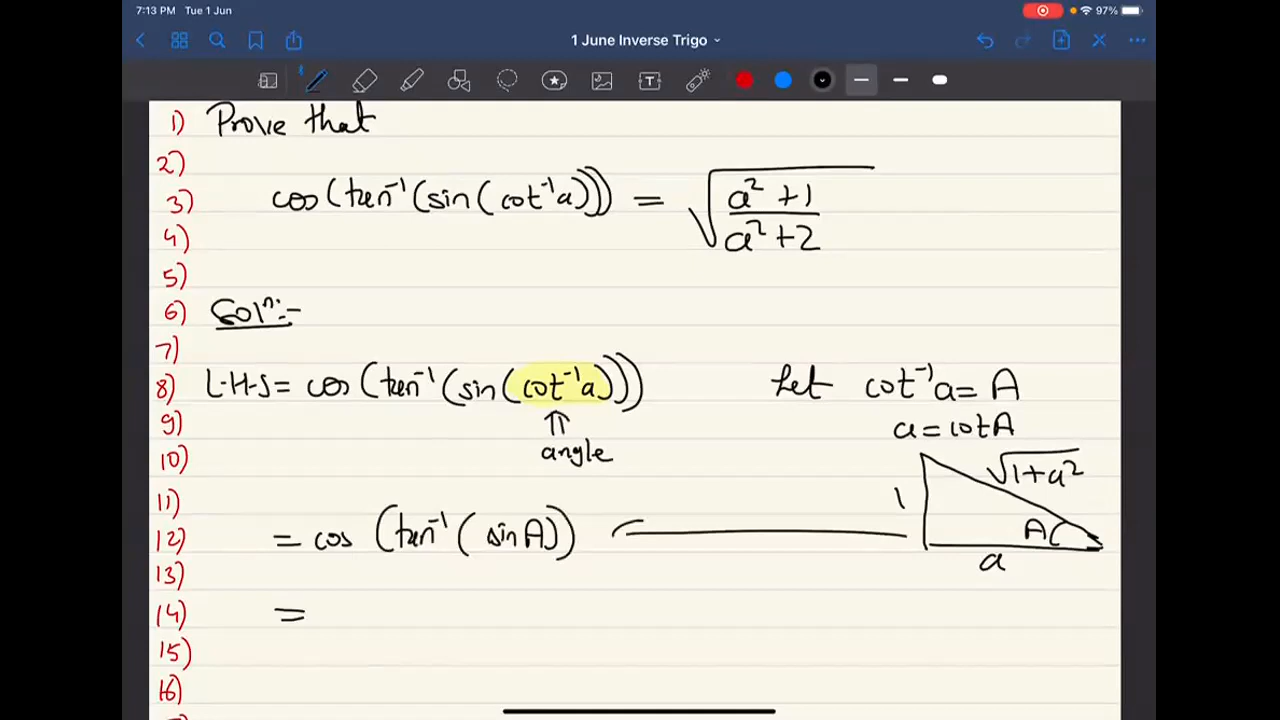 7:13 PM Tue 1 Jun 97%
1 June Inverse Trigo
1) Prove that
2)
3) cos(tan⁻¹(sin(cot⁻¹a))) = √((a²+1)/(a²+2))
4)
5)
6) Solⁿ:-
7)
8) L-H-S = cos(tan⁻¹(sin(cot⁻¹a))) Let cot⁻¹a = A
9) ⇑ a = cotA
10) angle √1+a²
11) 1
12) = cos (tan⁻¹(sinA)) A
13) a
14) =
15)
16)